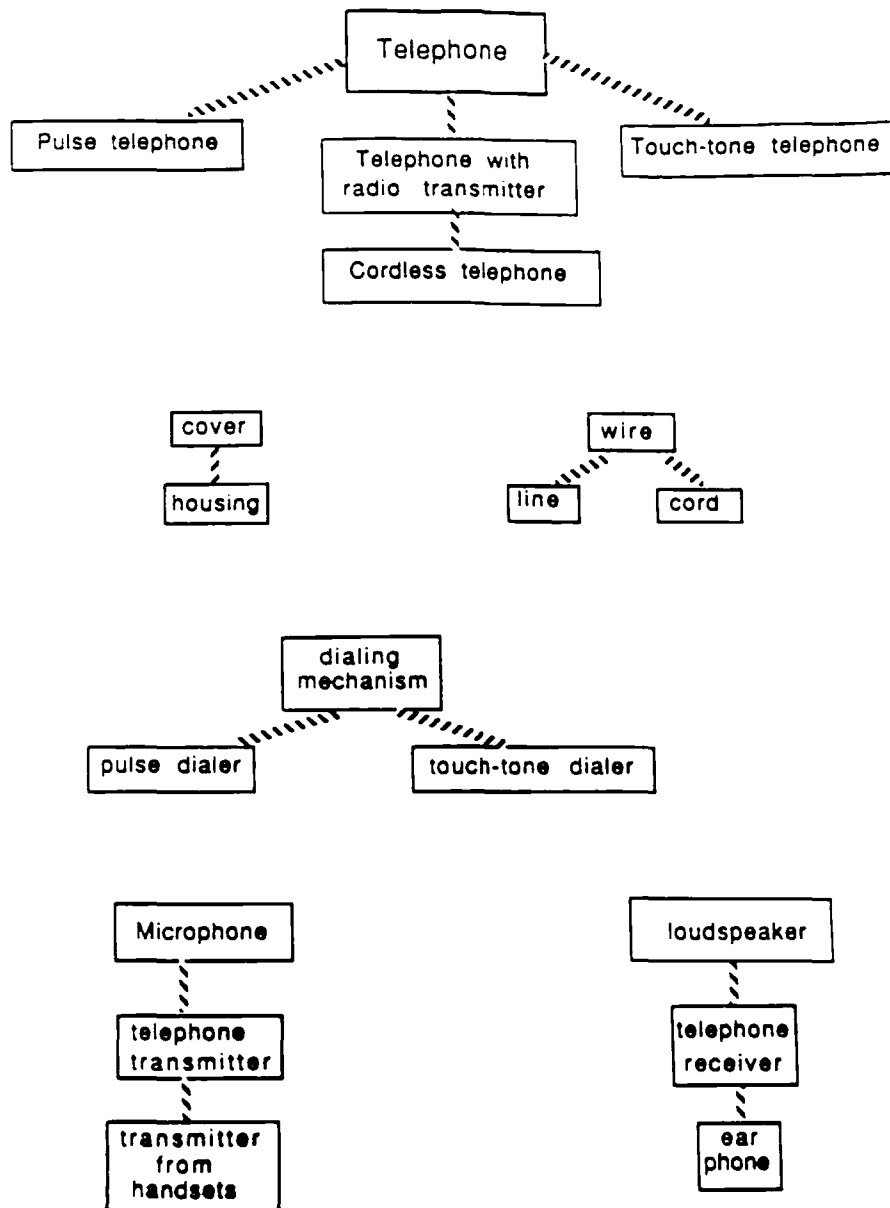 Telephone
Pulse telephone
Telephone with
radio transmitter
Touch-tone telephone
Cordless telephone
cover
housing
wire
line
cord
dialing
mechanism
pulse dialer
touch-tone dialer
Microphone
telephone
transmitter
transmitter
from
handsets
loudspeaker
telephone
receiver
ear
phone